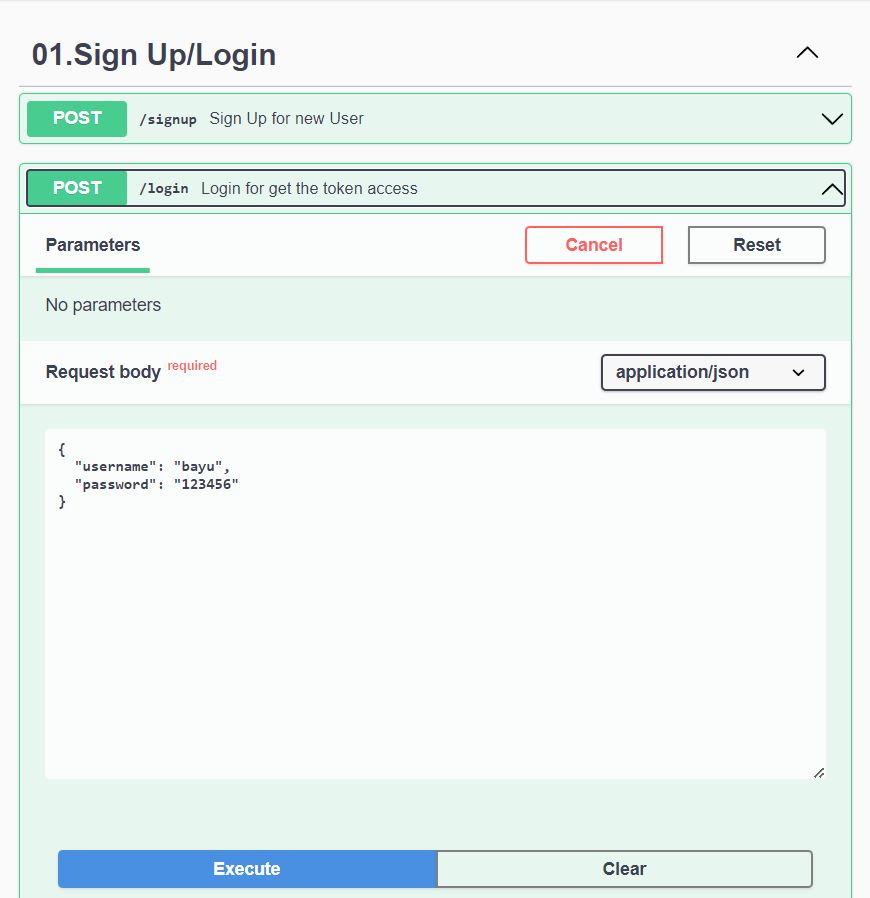 01.Sign Up/Login
POST /signup Sign Up for new User
POST /login Login for get the token access
Parameters Cancel Reset
No parameters
Request body required application/json
{
"username": "bayu",
"password": "123456"
}
Execute Clear